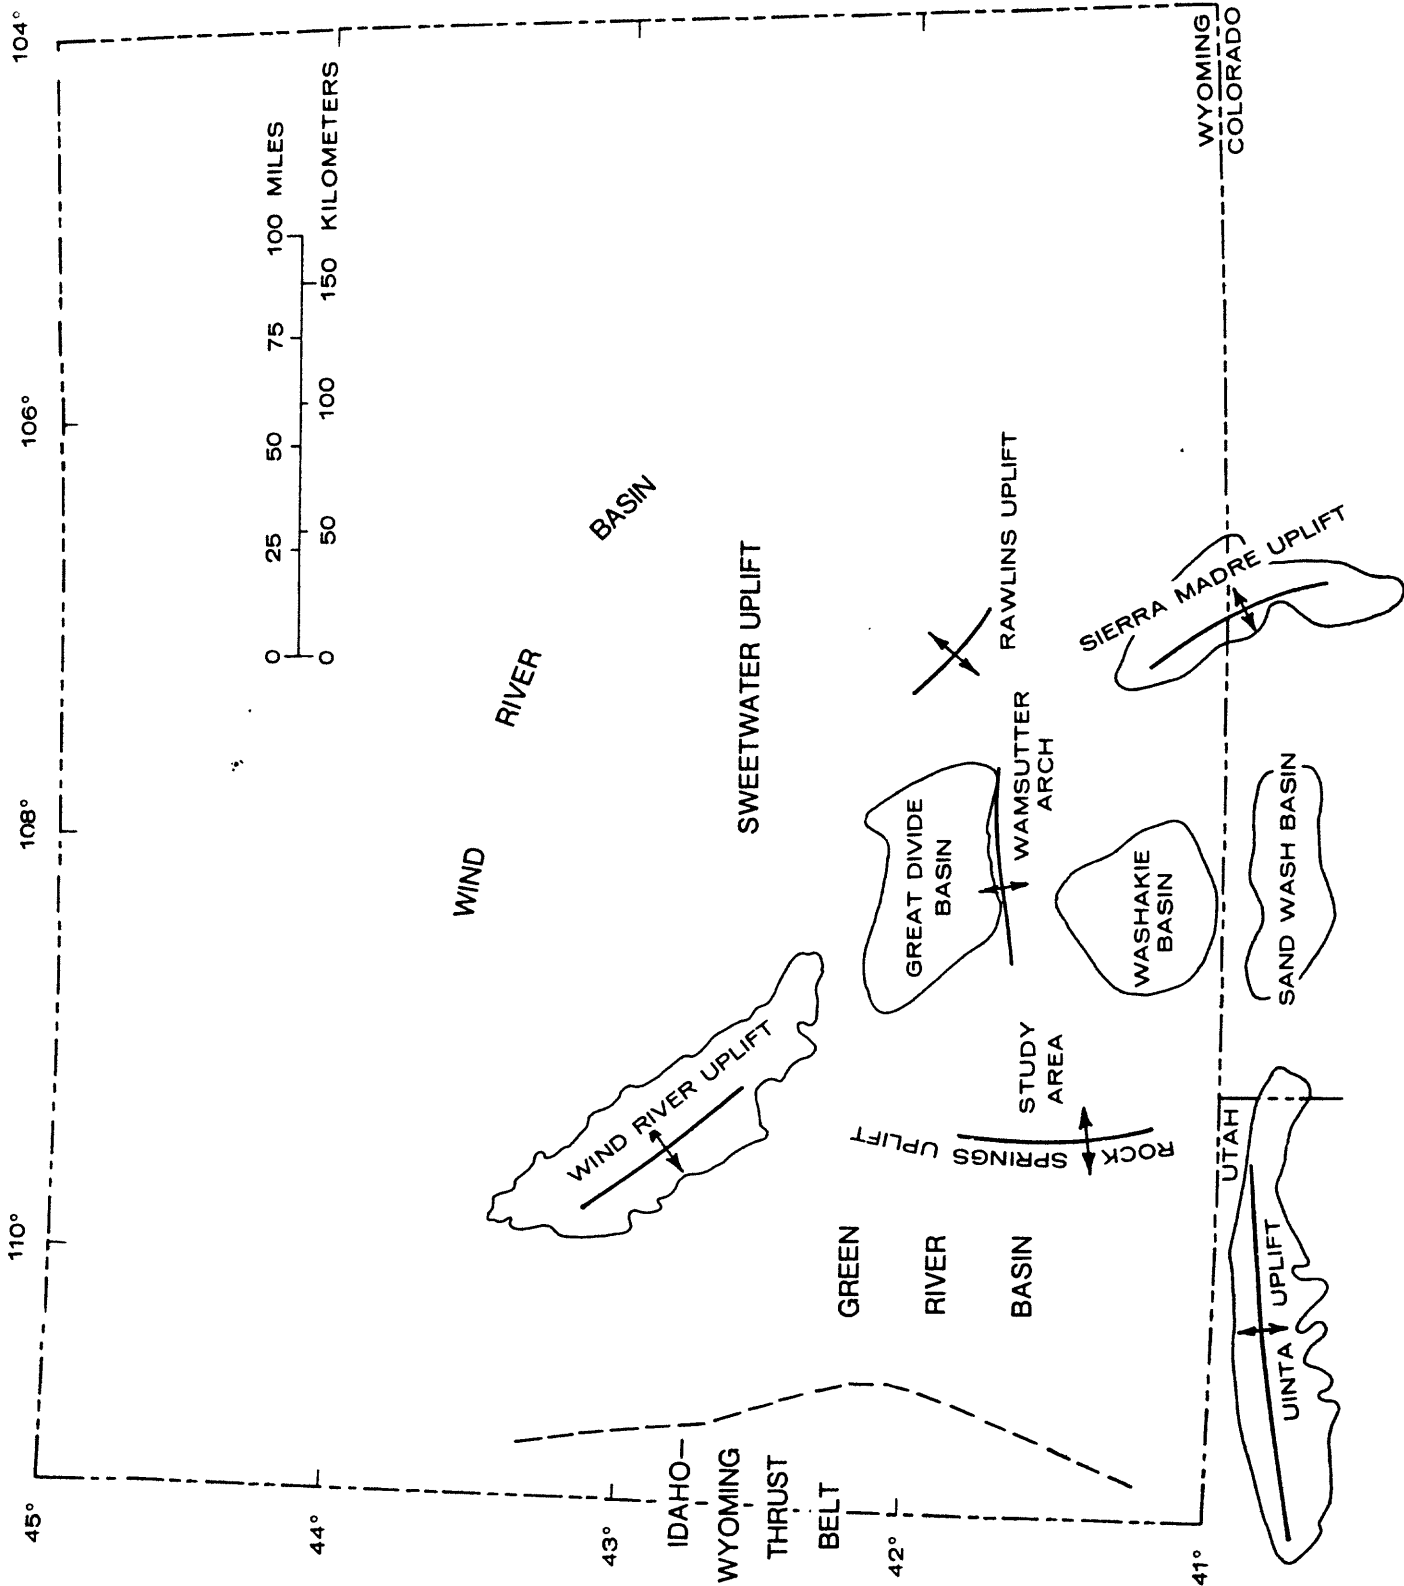 110°
108°
106°
104°
45°
44°
43°
42°
41°
0 25 50 75 100 MILES
0 50 100 150 KILOMETERS
WIND
RIVER
BASIN
WIND RIVER UPLIFT
SWEETWATER UPLIFT
IDAHO-
WYOMING
THRUST
BELT
GREEN
RIVER
BASIN
GREAT DIVIDE
BASIN
RAWLINS UPLIFT
WAMSUTTER
ARCH
ROCK SPRINGS UPLIFT
STUDY
AREA
WASHAKIE
BASIN
SIERRA MADRE UPLIFT
WYOMING
COLORADO
UTAH
UINTA UPLIFT
SAND WASH BASIN